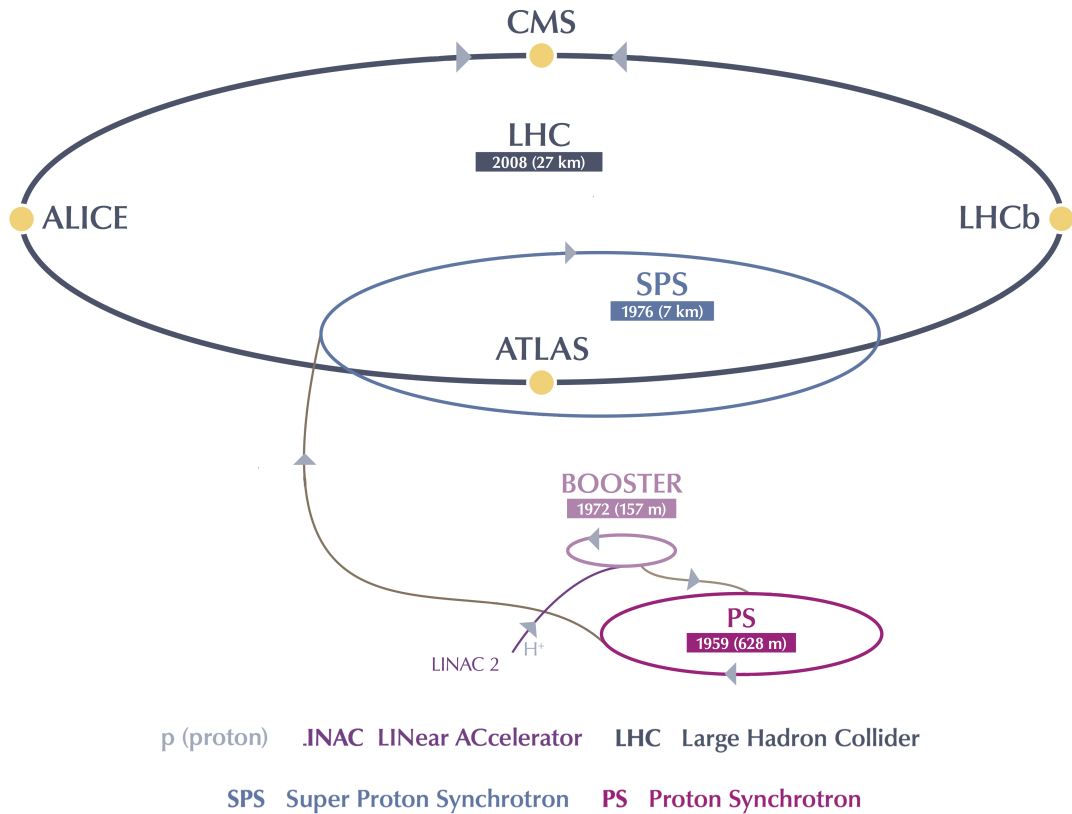 CMS
LHC
2008 (27 km)
ALICE
LHCb
SPS
1976 (7 km)
ATLAS
BOOSTER
1972 (157 m)
PS
1959 (628 m)
LINAC 2
H⁺
p (proton) .INAC LINear ACcelerator LHC Large Hadron Collider
SPS Super Proton Synchrotron PS Proton Synchrotron